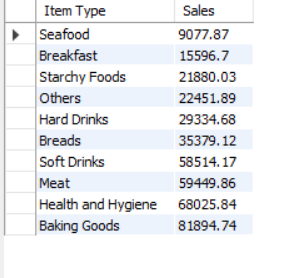 Item Type Sales
Seafood 9077.87
Breakfast 15596.7
Starchy Foods 21880.03
Others 22451.89
Hard Drinks 29334.68
Breads 35379.12
Soft Drinks 58514.17
Meat 59449.86
Health and Hygiene 68025.84
Baking Goods 81894.74